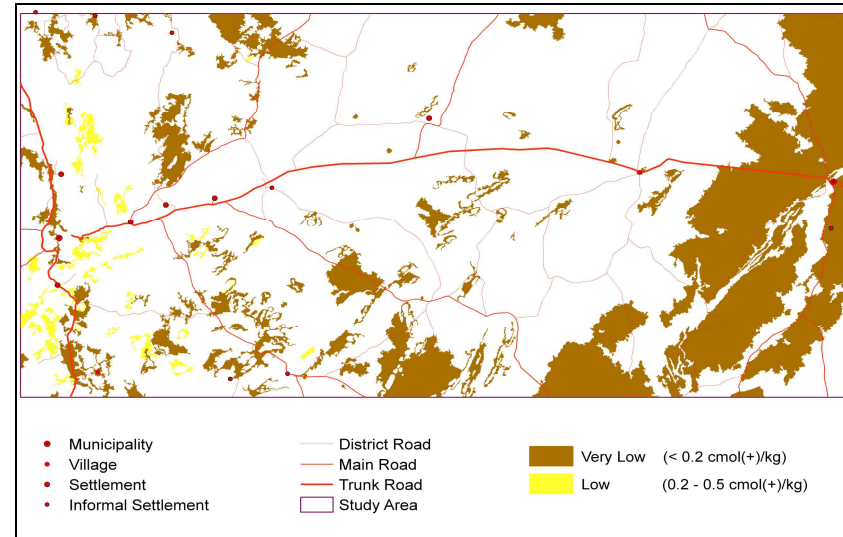 Municipality
Village
Settlement
Informal Settlement
District Road
Main Road
Trunk Road
Study Area
Very Low (< 0.2 cmol(+)/kg)
Low (0.2 - 0.5 cmol(+)/kg)